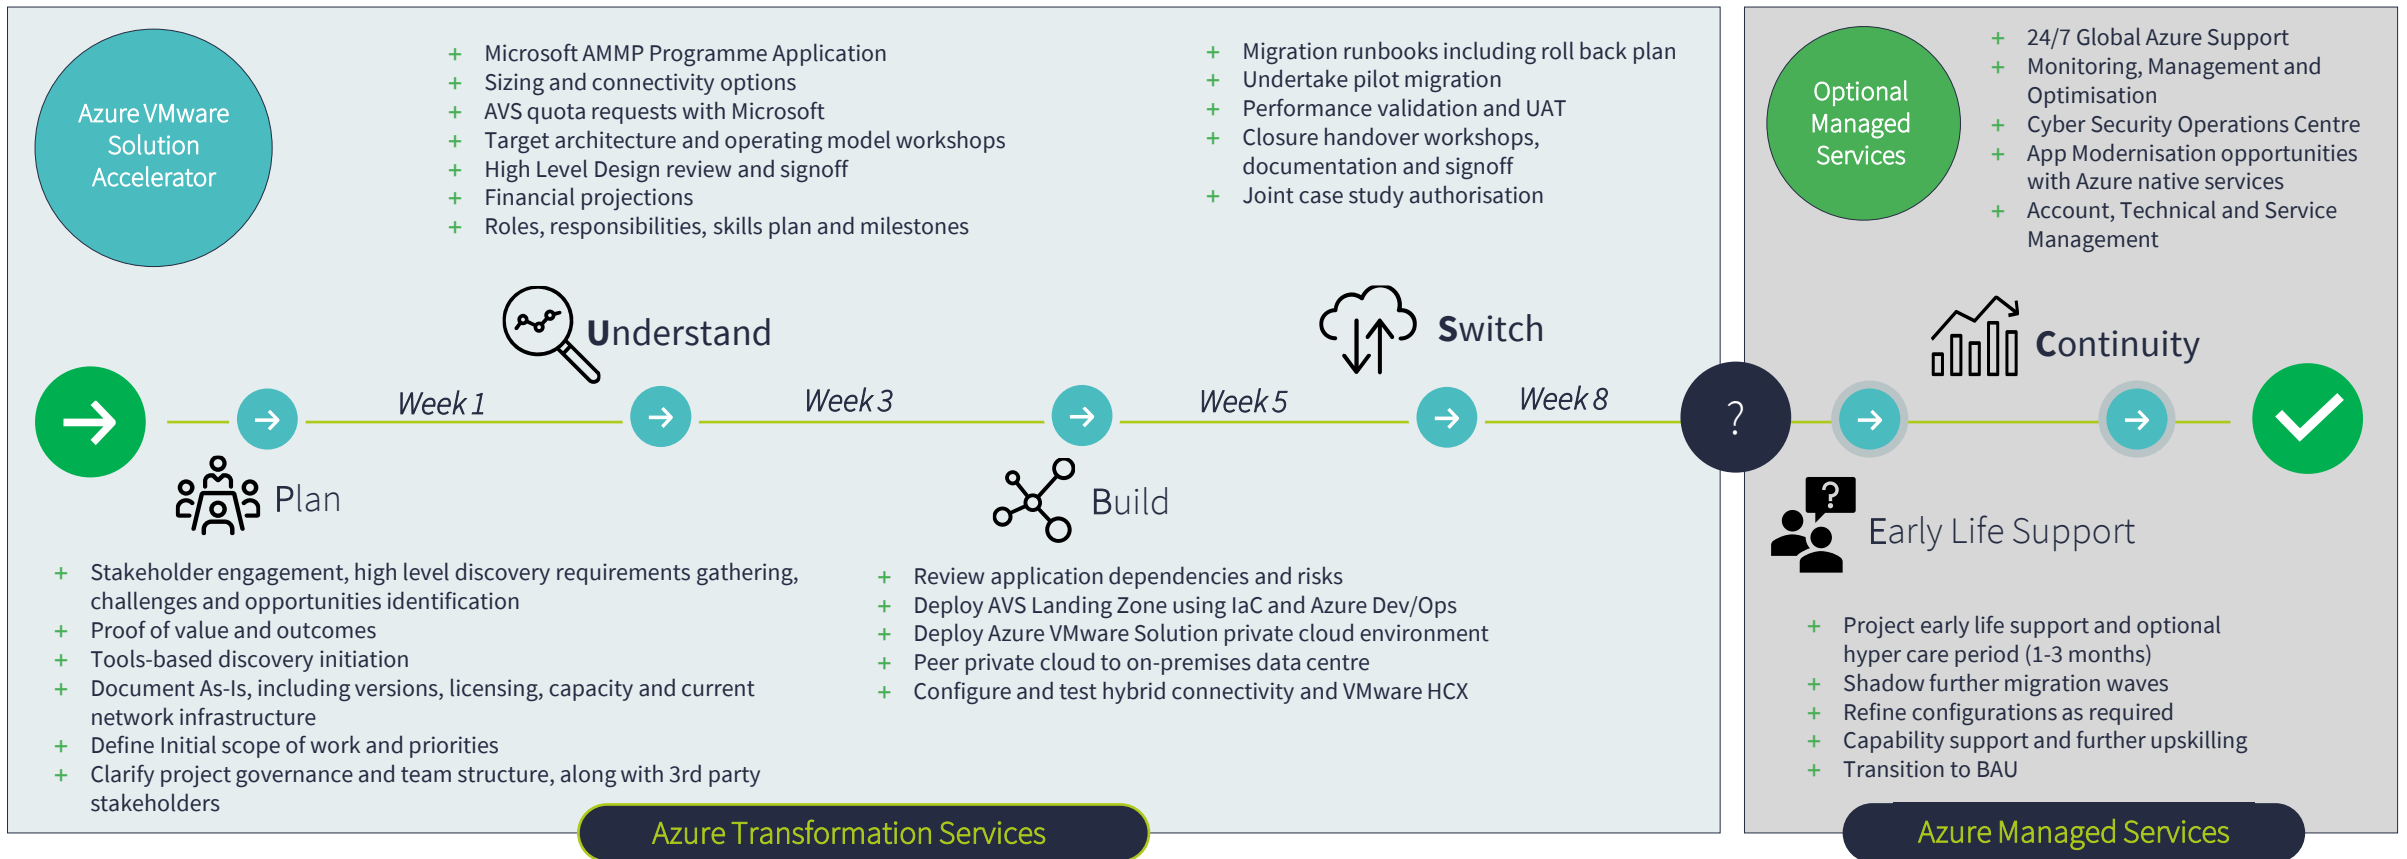 Azure VMware
Solution
Accelerator
+ Microsoft AMMP Programme Application
+ Sizing and connectivity options
+ AVS quota requests with Microsoft
+ Target architecture and operating model workshops
+ High Level Design review and signoff
+ Financial projections
+ Roles, responsibilities, skills plan and milestones
+ Migration runbooks including roll back plan
+ Undertake pilot migration
+ Performance validation and UAT
+ Closure handover workshops,
documentation and signoff
+ Joint case study authorisation
Optional
Managed
Services
+ 24/7 Global Azure Support
+ Monitoring, Management and
Optimisation
+ Cyber Security Operations Centre
+ App Modernisation opportunities
with Azure native services
+ Account, Technical and Service
Management
Understand
Switch
Continuity
Week 1
Week 3
Week 5
Week 8
?
Plan
Build
?
Early Life Support
+ Stakeholder engagement, high level discovery requirements gathering,
challenges and opportunities identification
+ Proof of value and outcomes
+ Tools-based discovery initiation
+ Document As-Is, including versions, licensing, capacity and current
network infrastructure
+ Define Initial scope of work and priorities
+ Clarify project governance and team structure, along with 3rd party
stakeholders
+ Review application dependencies and risks
+ Deploy AVS Landing Zone using IaC and Azure Dev/Ops
+ Deploy Azure VMware Solution private cloud environment
+ Peer private cloud to on-premises data centre
+ Configure and test hybrid connectivity and VMware HCX
+ Project early life support and optional
hyper care period (1-3 months)
+ Shadow further migration waves
+ Refine configurations as required
+ Capability support and further upskilling
+ Transition to BAU
Azure Transformation Services
Azure Managed Services